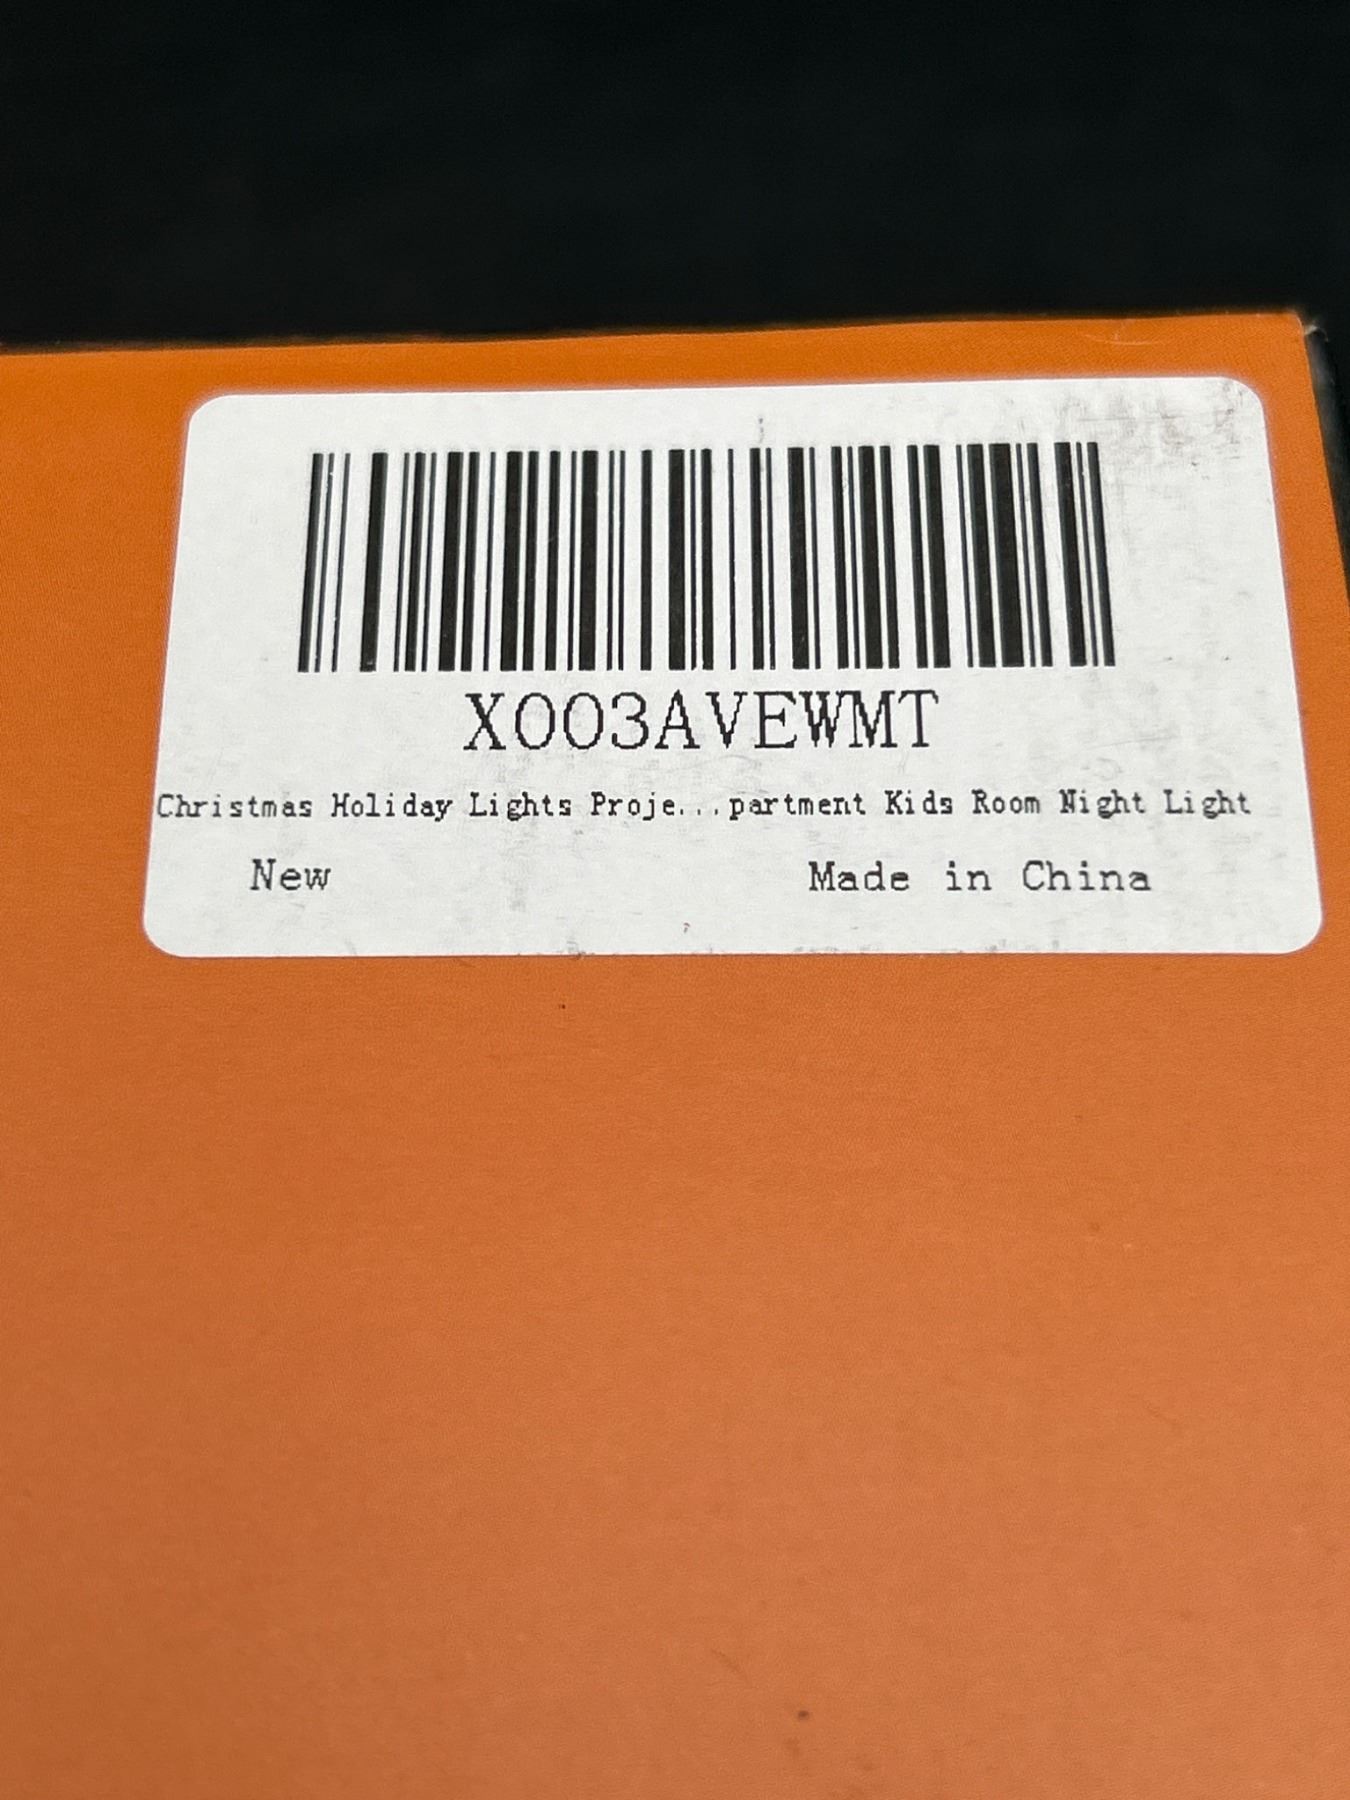 X003AVEWMT
Christmas Holiday Lights Proje...partment Kids Room Night Light
New Made in China